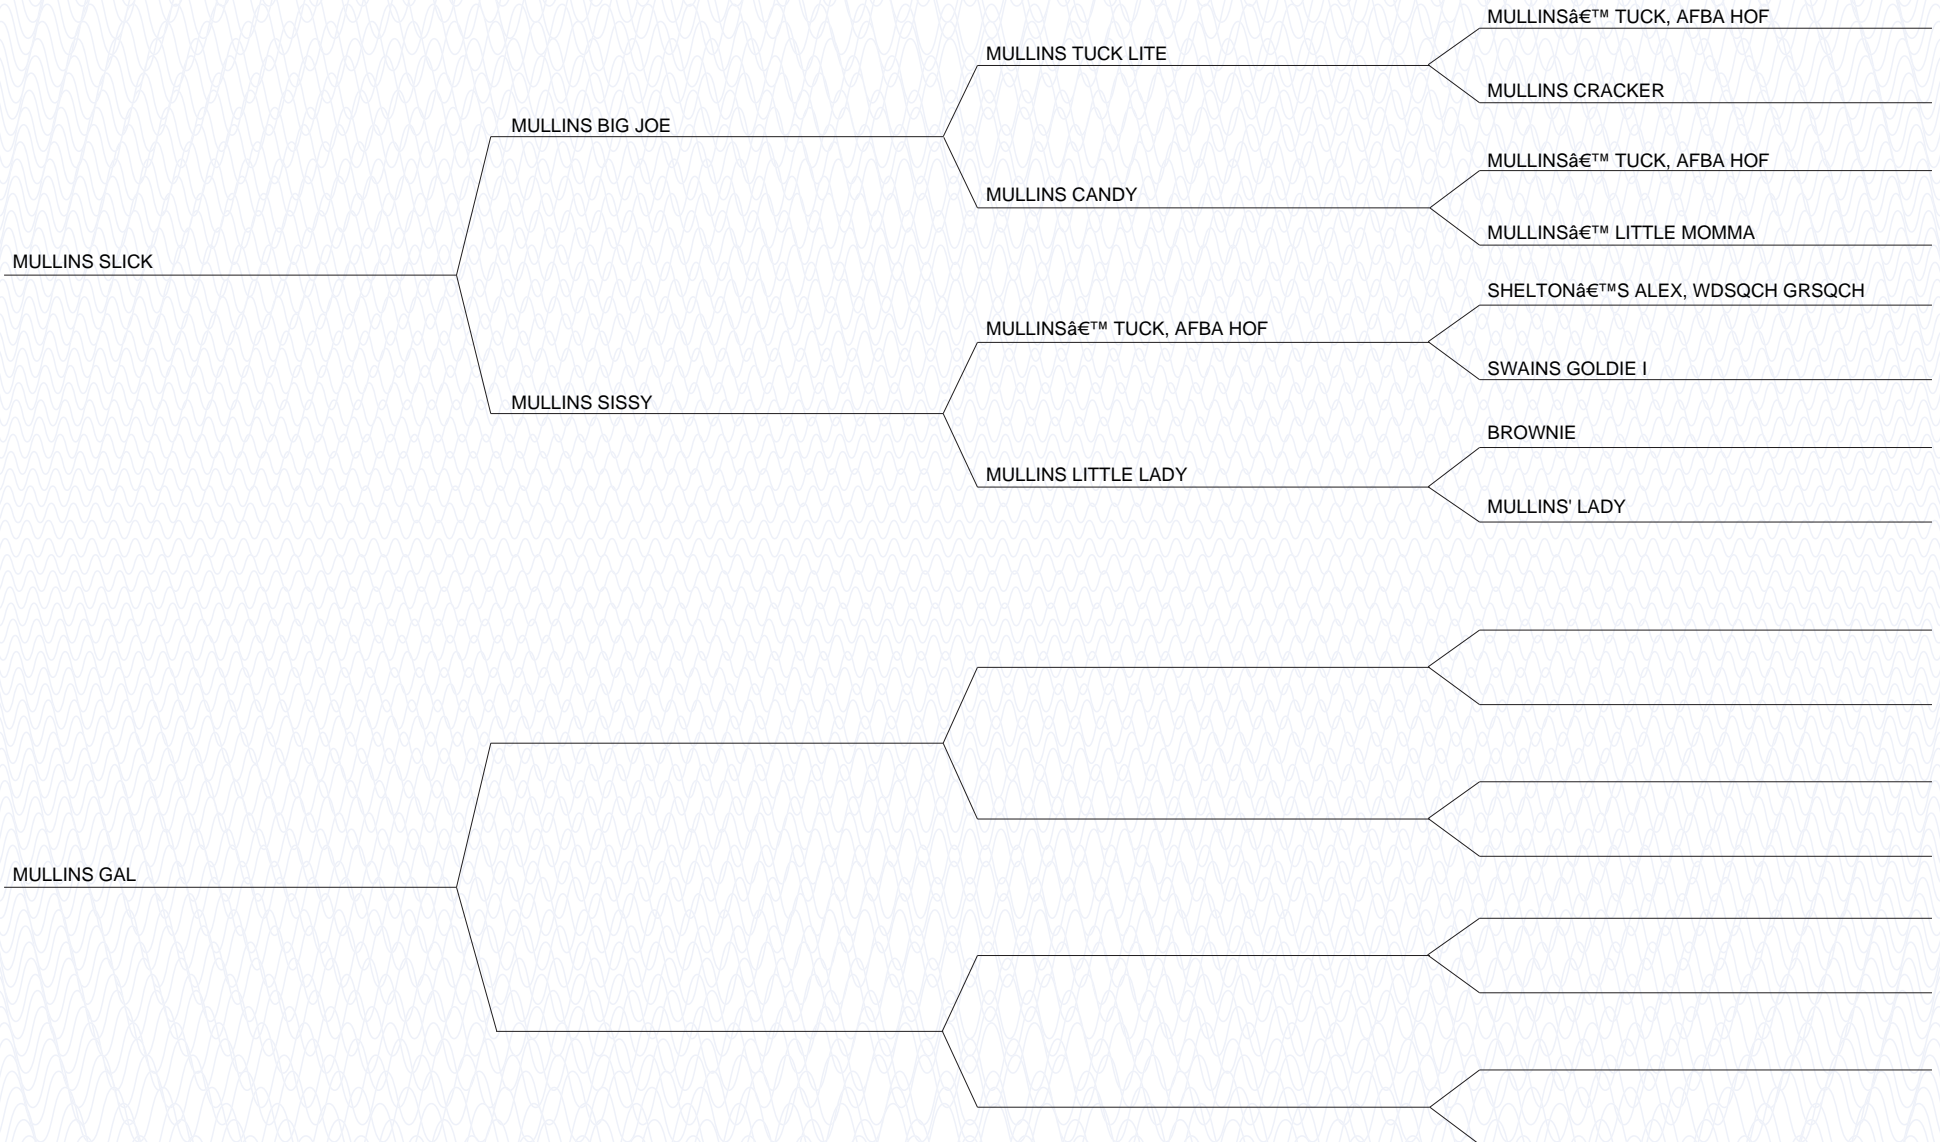 MULLINSâ€™ TUCK, AFBA HOF
MULLINS TUCK LITE
MULLINS CRACKER
MULLINS BIG JOE
MULLINSâ€™ TUCK, AFBA HOF
MULLINS CANDY
MULLINSâ€™ LITTLE MOMMA
MULLINS SLICK
SHELTONâ€™S ALEX, WDSQCH GRSQCH
MULLINSâ€™ TUCK, AFBA HOF
SWAINS GOLDIE I
MULLINS SISSY
BROWNIE
MULLINS LITTLE LADY
MULLINS' LADY
MULLINS GAL